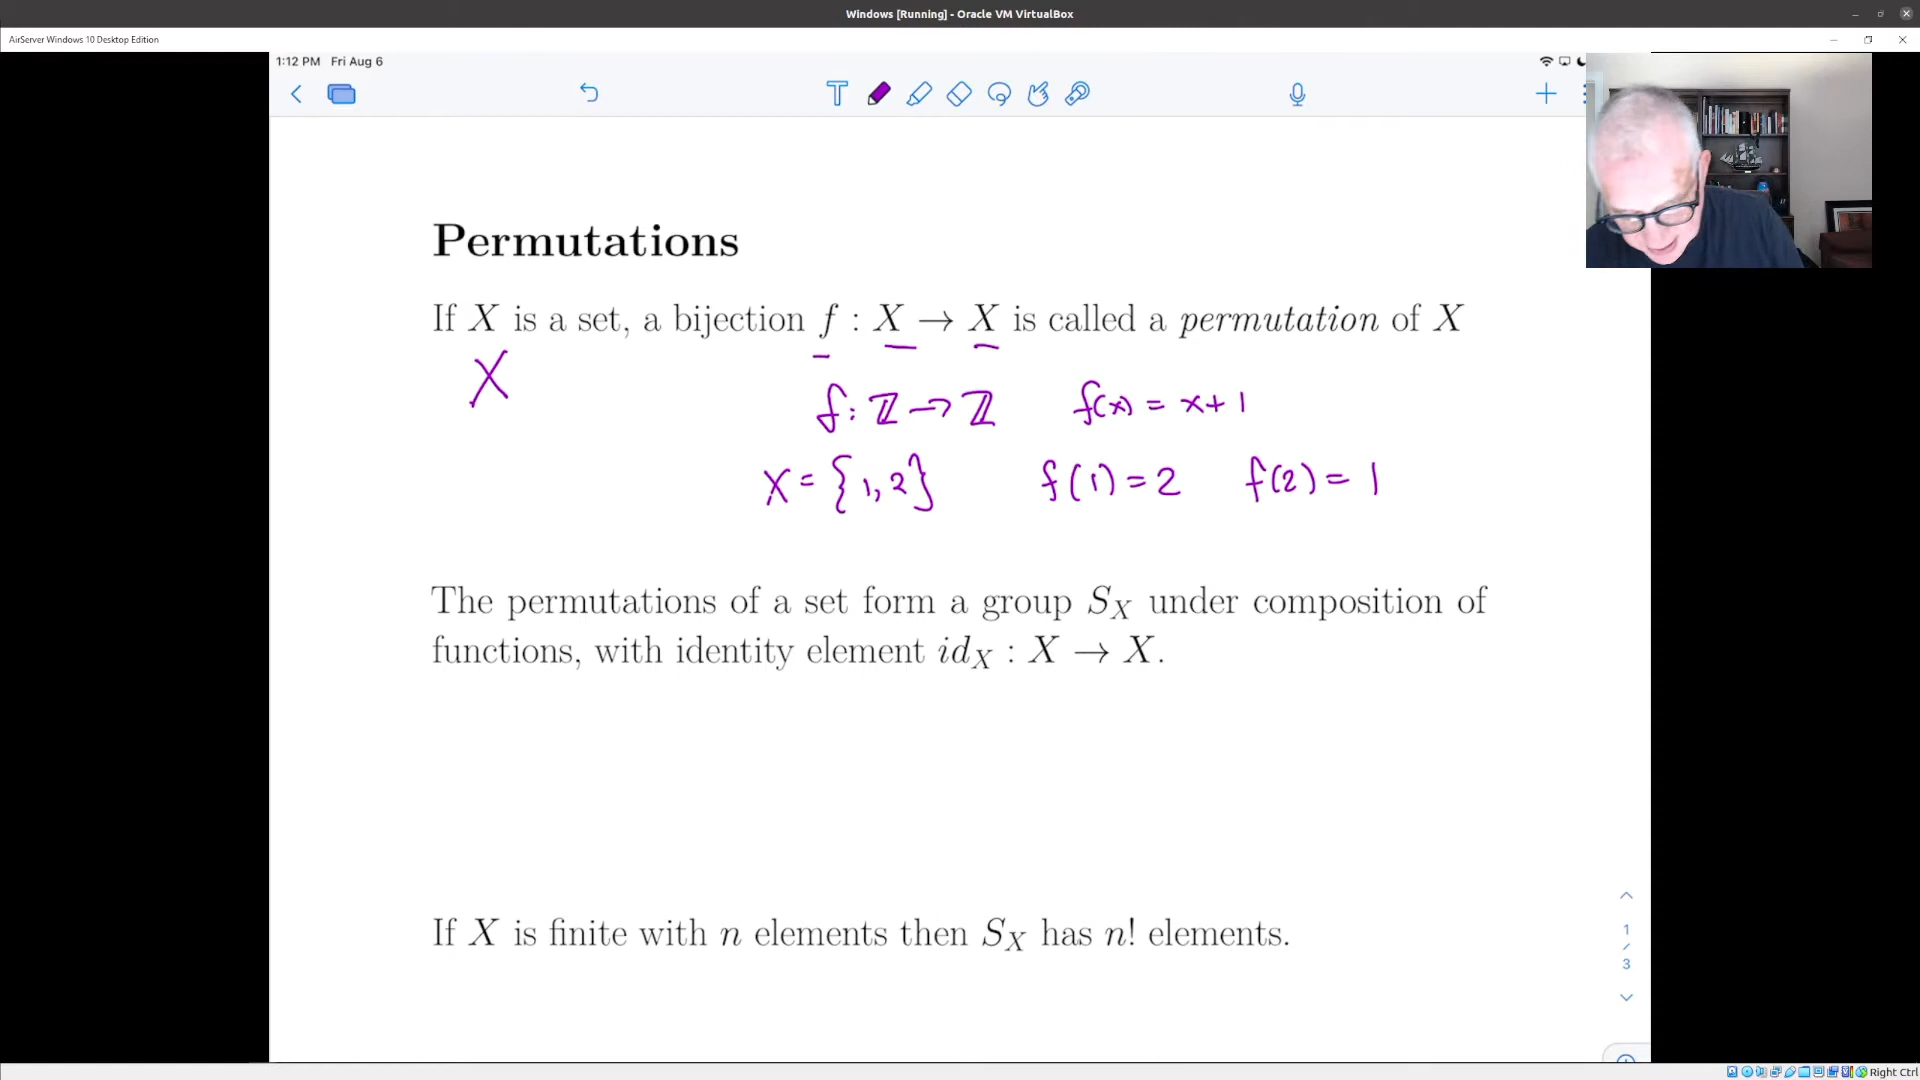 Windows [Running] - Oracle VM VirtualBox
AirServer Windows 10 Desktop Edition
1:12 PM Fri Aug 6
Permutations
If X is a set, a bijection f : X → X is called a permutation of X
X
f: ℤ → ℤ f(x) = x+1
X = {1,2} f(1) = 2 f(2) = 1
The permutations of a set form a group S_X under composition of
functions, with identity element id_X : X → X.
If X is finite with n elements then S_X has n! elements.
1
/
3
Right Ctrl